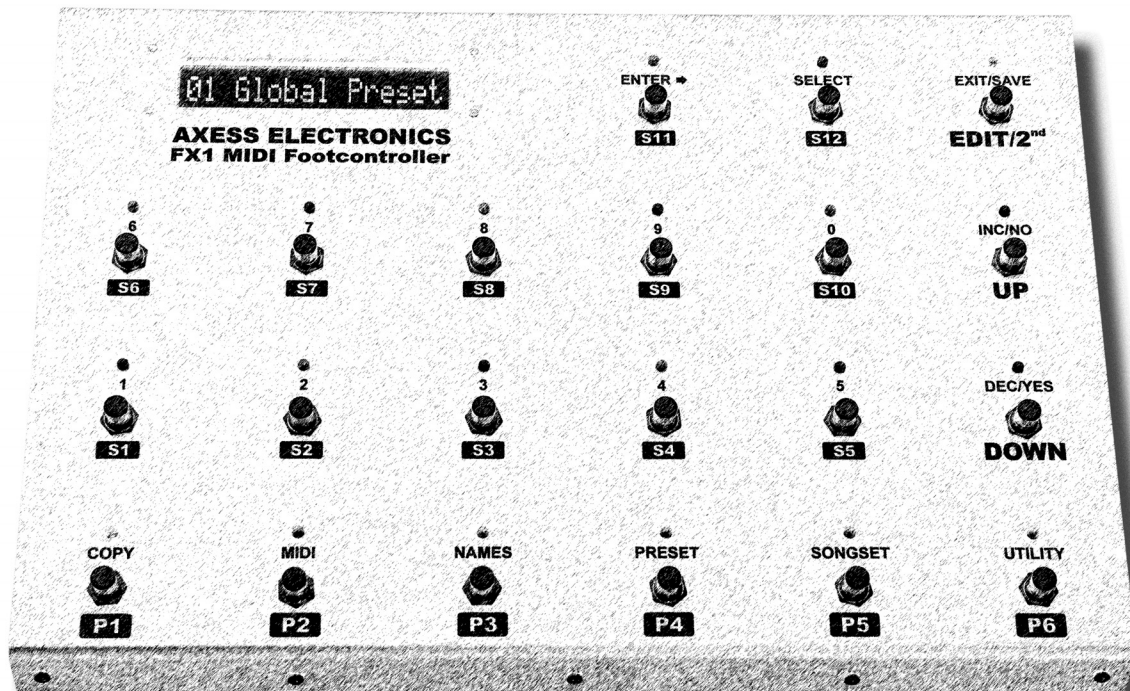 01 Global Preset
AXESS ELECTRONICS
FX1 MIDI Footcontroller
ENTER ➡ SELECT EXIT/SAVE
S11 S12 EDIT/2nd
6 7 8 9 0 INC/NO
S6 S7 S8 S9 S10 UP
1 2 3 4 5 DEC/YES
S1 S2 S3 S4 S5 DOWN
COPY MIDI NAMES PRESET SONGSET UTILITY
P1 P2 P3 P4 P5 P6